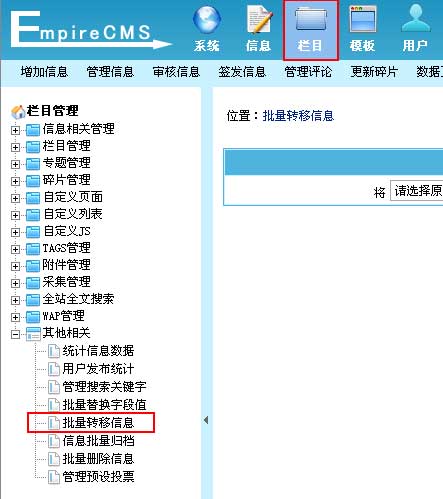 EmpireCMS
系统 信息 栏目 模板 用户
增加信息 管理信息 审核信息 签发信息 管理评论 更新碎片 数据
栏目管理
信息相关管理
栏目管理
专题管理
碎片管理
自定义页面
自定义列表
自定义JS
TAGS管理
附件管理
采集管理
全站全文搜索
WAP管理
其他相关
统计信息数据
用户发布统计
管理搜索关键字
批量替换字段值
批量转移信息
信息批量归档
批量删除信息
管理预设投票
位置：批量转移信息
将 请选择原